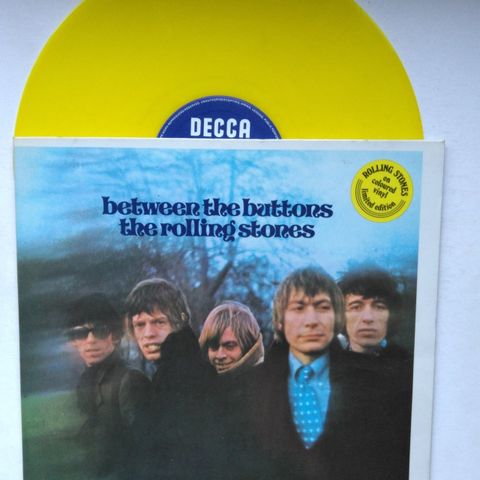 DECCA
between the buttons
the rolling stones
ROLLING STONES
on
coloured
vinyl
limited edition